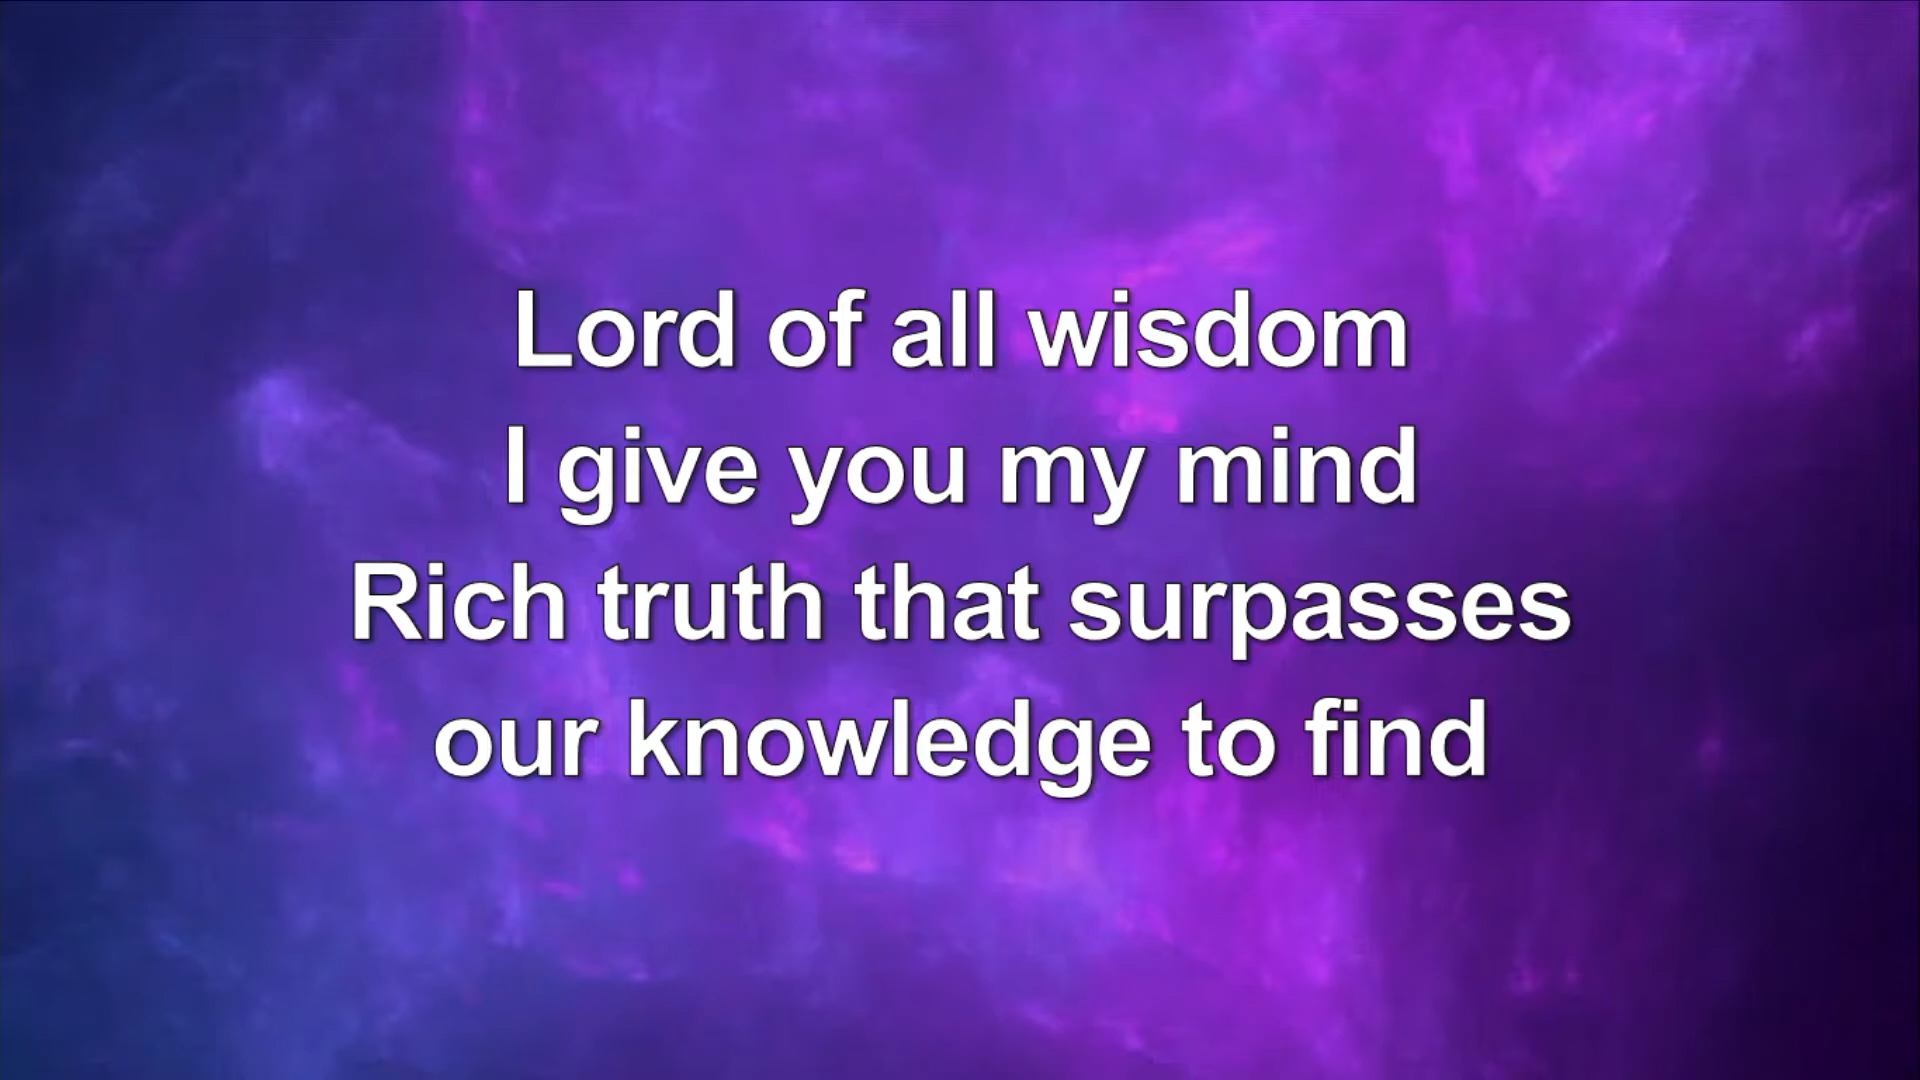 Lord of all wisdom
I give you my mind
Rich truth that surpasses
our knowledge to find